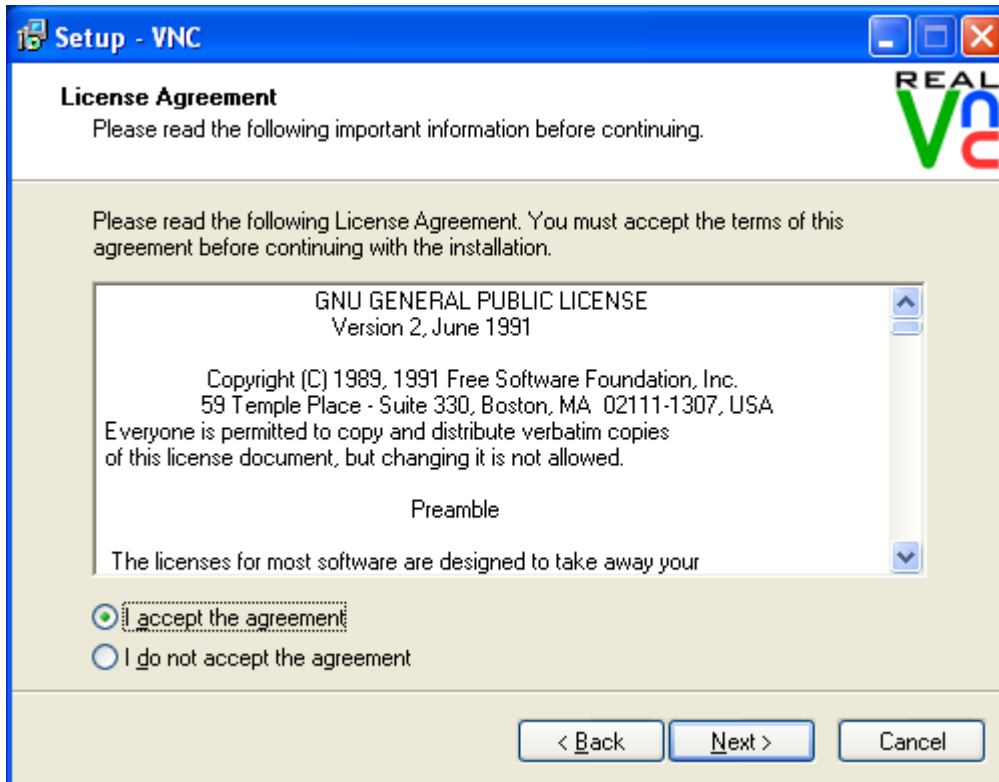 Setup - VNC
License Agreement
Please read the following important information before continuing.
REAL
VNC
Please read the following License Agreement. You must accept the terms of this
agreement before continuing with the installation.
GNU GENERAL PUBLIC LICENSE
Version 2, June 1991
Copyright (C) 1989, 1991 Free Software Foundation, Inc.
59 Temple Place - Suite 330, Boston, MA  02111-1307, USA
Everyone is permitted to copy and distribute verbatim copies
of this license document, but changing it is not allowed.
Preamble
The licenses for most software are designed to take away your
I accept the agreement
I do not accept the agreement
< Back
Next >
Cancel